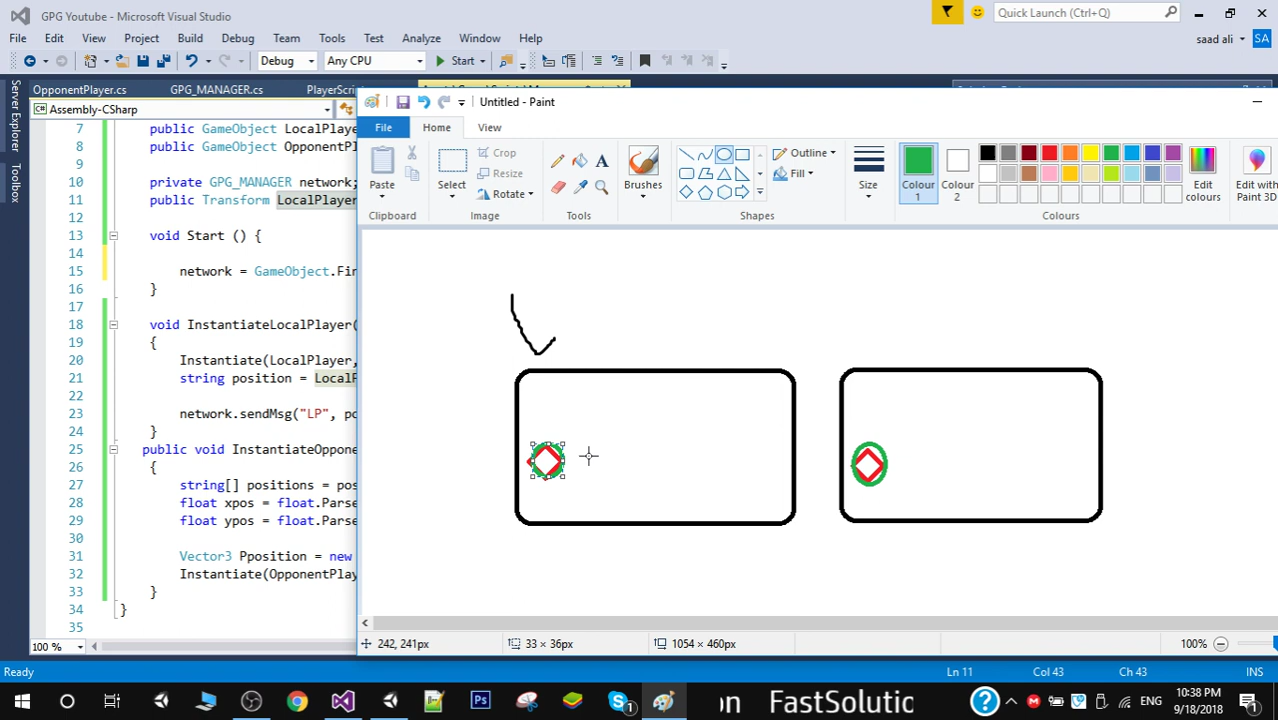 GPG Youtube - Microsoft Visual Studio
Quick Launch (Ctrl+Q)
File Edit View Project Build Debug Team Tools Test Analyze Window Help
saad ali SA
Debug Any CPU Start
OpponentPlayer.cs GPG_MANAGER.cs
Assembly-CSharp
Server Explorer
Toolbox
7 public GameObject LocalPlaye
8 public GameObject OpponentPl
9
10 private GPG_MANAGER network;
11 public Transform LocalPlayer
12
13 void Start () {
14
15 network = GameObject.Fin
16 }
17
18 void InstantiateLocalPlayer(
19 {
20 Instantiate(LocalPlayer,
21 string position = LocalP
22
23 network.sendMsg("LP", po
24 }
25 public void InstantiateOppone
26 {
27 string[] positions = pos
28 float xpos = float.Parse
29 float ypos = float.Parse
30
31 Vector3 Pposition = new
32 Instantiate(OpponentPlay
33 }
34 }
35
100 %
Ready
Ln 11 Col 43 Ch 43 INS
Untitled - Paint
File Home View
Paste
Clipboard
Select
Crop
Resize
Rotate
Image
Tools
Brushes
Shapes
Outline
Fill
Size
Colour 1
Colour 2
Edit colours
Edit with Paint 3D
Colours
242, 241px 33 × 36px 1054 × 460px 100%
on FastSolutio
ENG
10:38 PM
9/18/2018